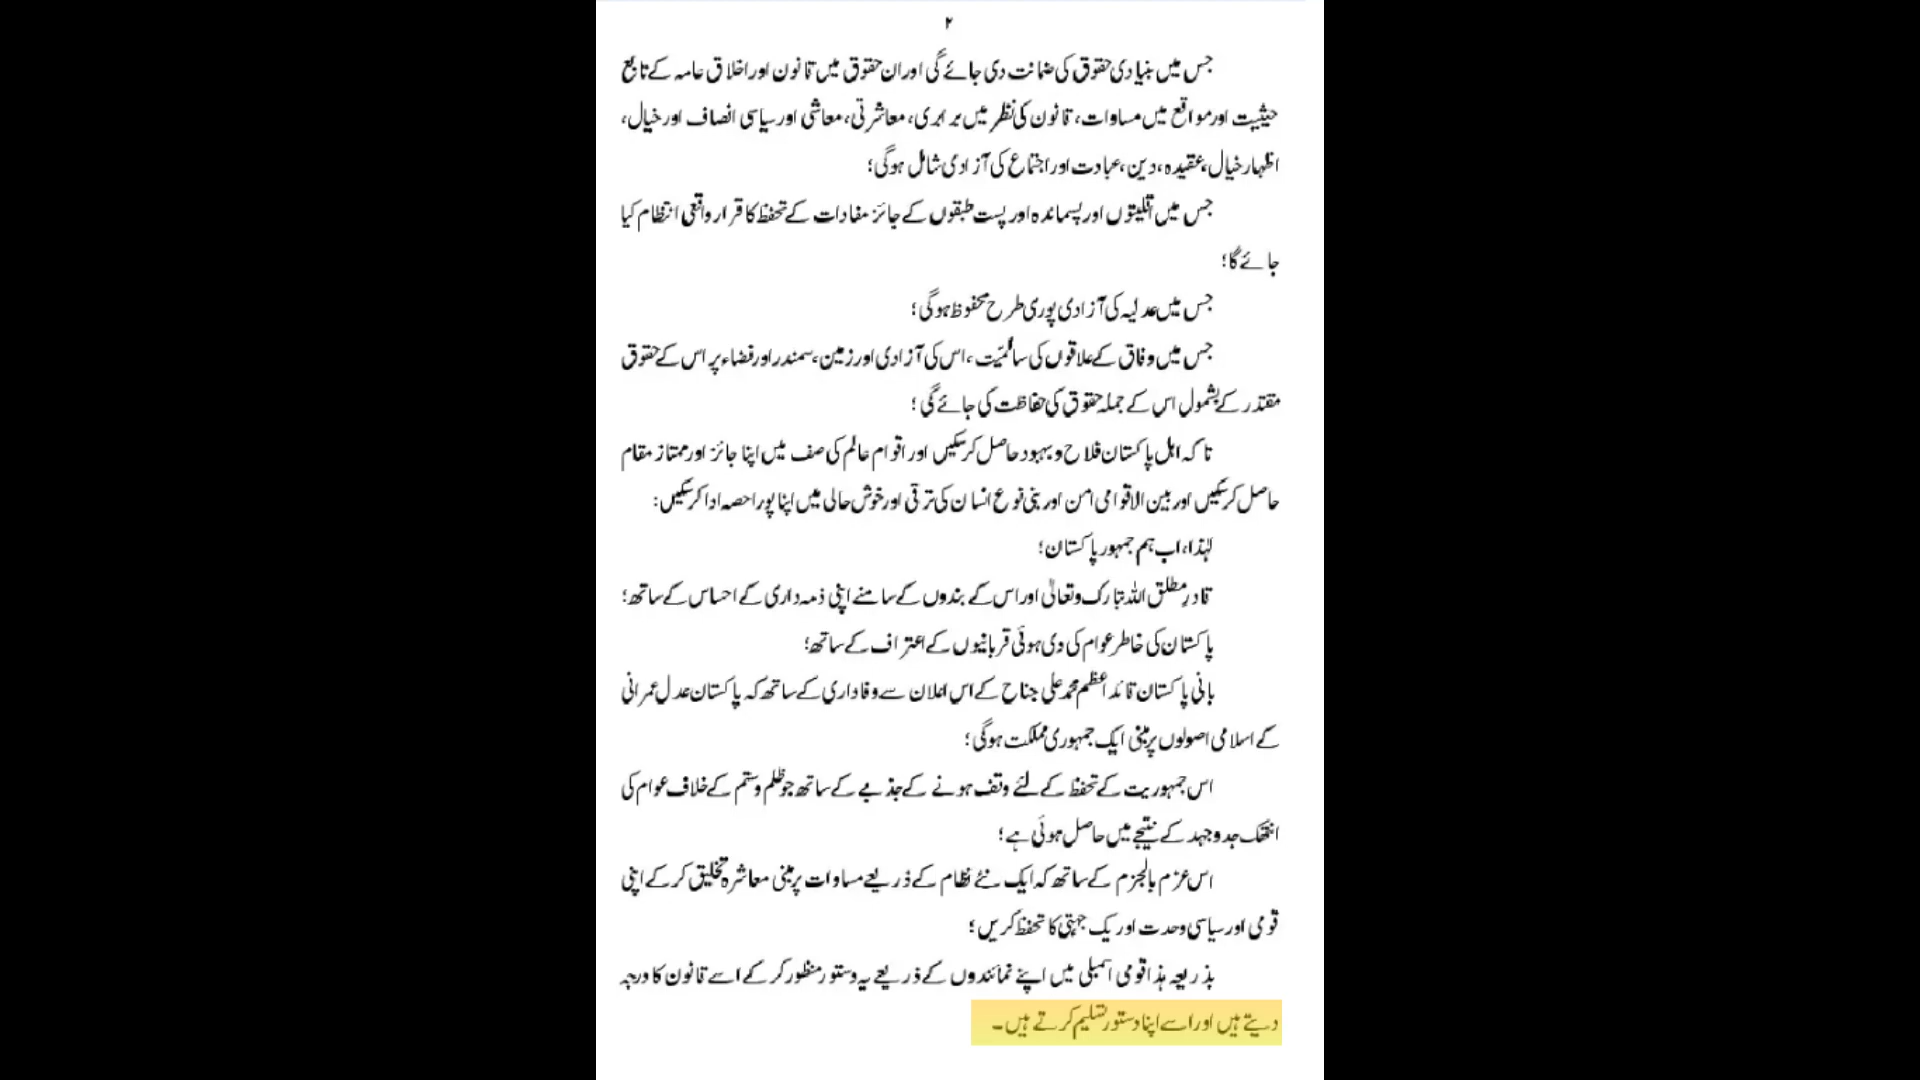 ۲
جس میں بنیادی حقوق کی ضمانت دی جائے گی اور ان حقوق میں قانون اور اخلاق عامہ کے تابع
حیثیت اور مواقع میں مساوات، قانون کی نظر میں برابری، معاشرتی، معاشی اور سیاسی انصاف اور خیال،
اظہار خیال، عقیدہ، دین، عبادت اور اجتماع کی آزادی شامل ہوگی؛
جس میں اقلیتوں اور پسماندہ اور پست طبقوں کے جائز مفادات کے تحفظ کا قرار واقعی انتظام کیا
جائے گا؛
جس میں عدلیہ کی آزادی پوری طرح محفوظ ہوگی؛
جس میں وفاق کے علاقوں کی سالمیّت، اس کی آزادی اور زمین، سمندر اور فضاء پر اس کے حقوق
مقتدر کے بشمول اس کے جملہ حقوق کی حفاظت کی جائے گی؛
تاکہ اہل پاکستان فلاح و بہبود حاصل کر سکیں اور اقوام عالم کی صف میں اپنا جائز اور ممتاز مقام
حاصل کر سکیں اور بین الاقوامی امن اور بنی نوع انسان کی ترقی اور خوش حالی میں اپنا پورا حصہ ادا کر سکیں:
لہٰذا، اب ہم جمہور پاکستان؛
قادرِ مطلق اللہ تبارک وتعالیٰ اور اس کے بندوں کے سامنے اپنی ذمہ داری کے احساس کے ساتھ؛
پاکستان کی خاطر عوام کی دی ہوئی قربانیوں کے اعتراف کے ساتھ؛
بانی پاکستان قائد اعظم محمد علی جناح کے اس اعلان سے وفاداری کے ساتھ کہ پاکستان عدل عمرانی
کے اسلامی اصولوں پر مبنی ایک جمہوری مملکت ہوگی؛
اس جمہوریت کے تحفظ کے لئے وقف ہونے کے جذبے کے ساتھ جو ظلم و ستم کے خلاف عوام کی
انتھک جدوجہد کے نتیجے میں حاصل ہوئی ہے؛
اس عزم بالجزم کے ساتھ کہ ایک نئے نظام کے ذریعے مساوات پر مبنی معاشرہ تخلیق کر کے اپنی
قومی اور سیاسی وحدت اور یک جہتی کا تحفظ کریں؛
بذریعہ ہذا قومی اسمبلی میں اپنے نمائندوں کے ذریعے یہ دستور منظور کر کے اسے قانون کا درجہ
دیتے ہیں اور اسے اپنا دستور تسلیم کرتے ہیں۔